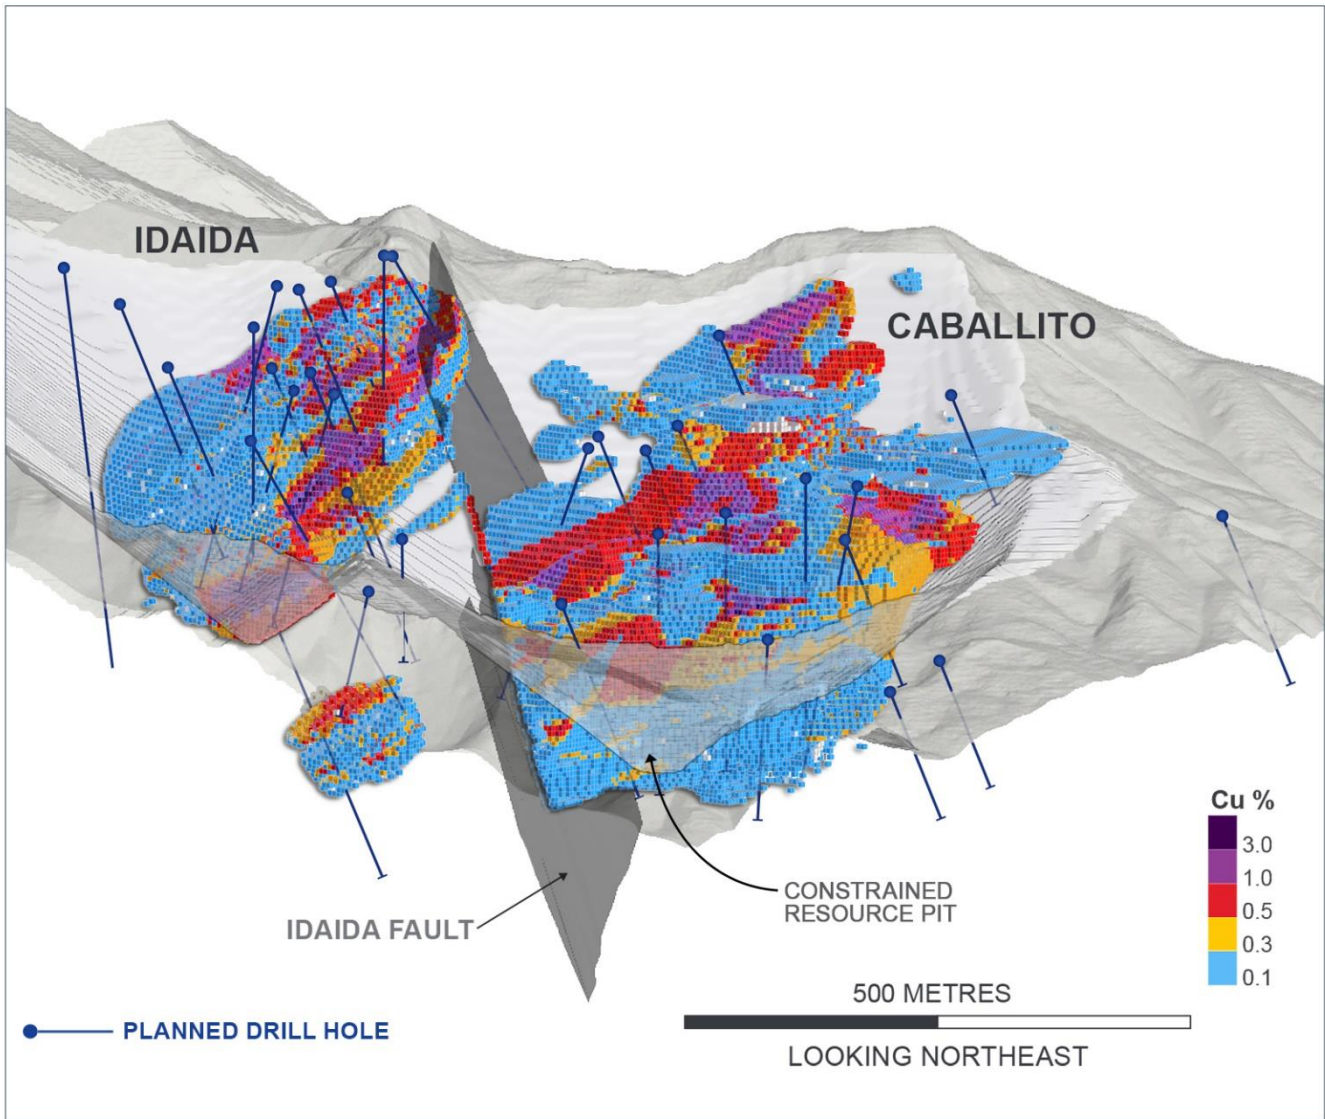 IDAIDA
CABALLITO
Cu %
3.0
1.0
0.5
0.3
0.1
CONSTRAINED
RESOURCE PIT
IDAIDA FAULT
500 METRES
LOOKING NORTHEAST
PLANNED DRILL HOLE